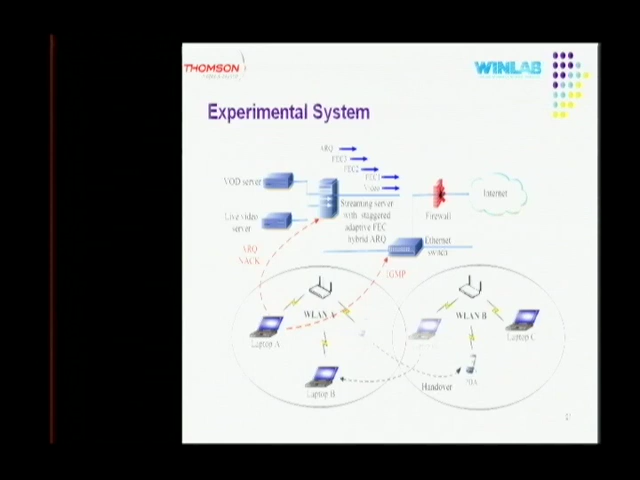 THOMSON
WINLAB
Experimental System
ARQ
FEC3
FEC2
FEC1
Video
VOD server
Live video
server
Streaming server
with staggered
adaptive FEC
hybrid ARQ
Firewall
Internet
Ethernet
switch
ARQ
NACK
IGMP
WLAN A
WLAN B
Laptop A
Laptop B
Laptop C
PDA
Handover